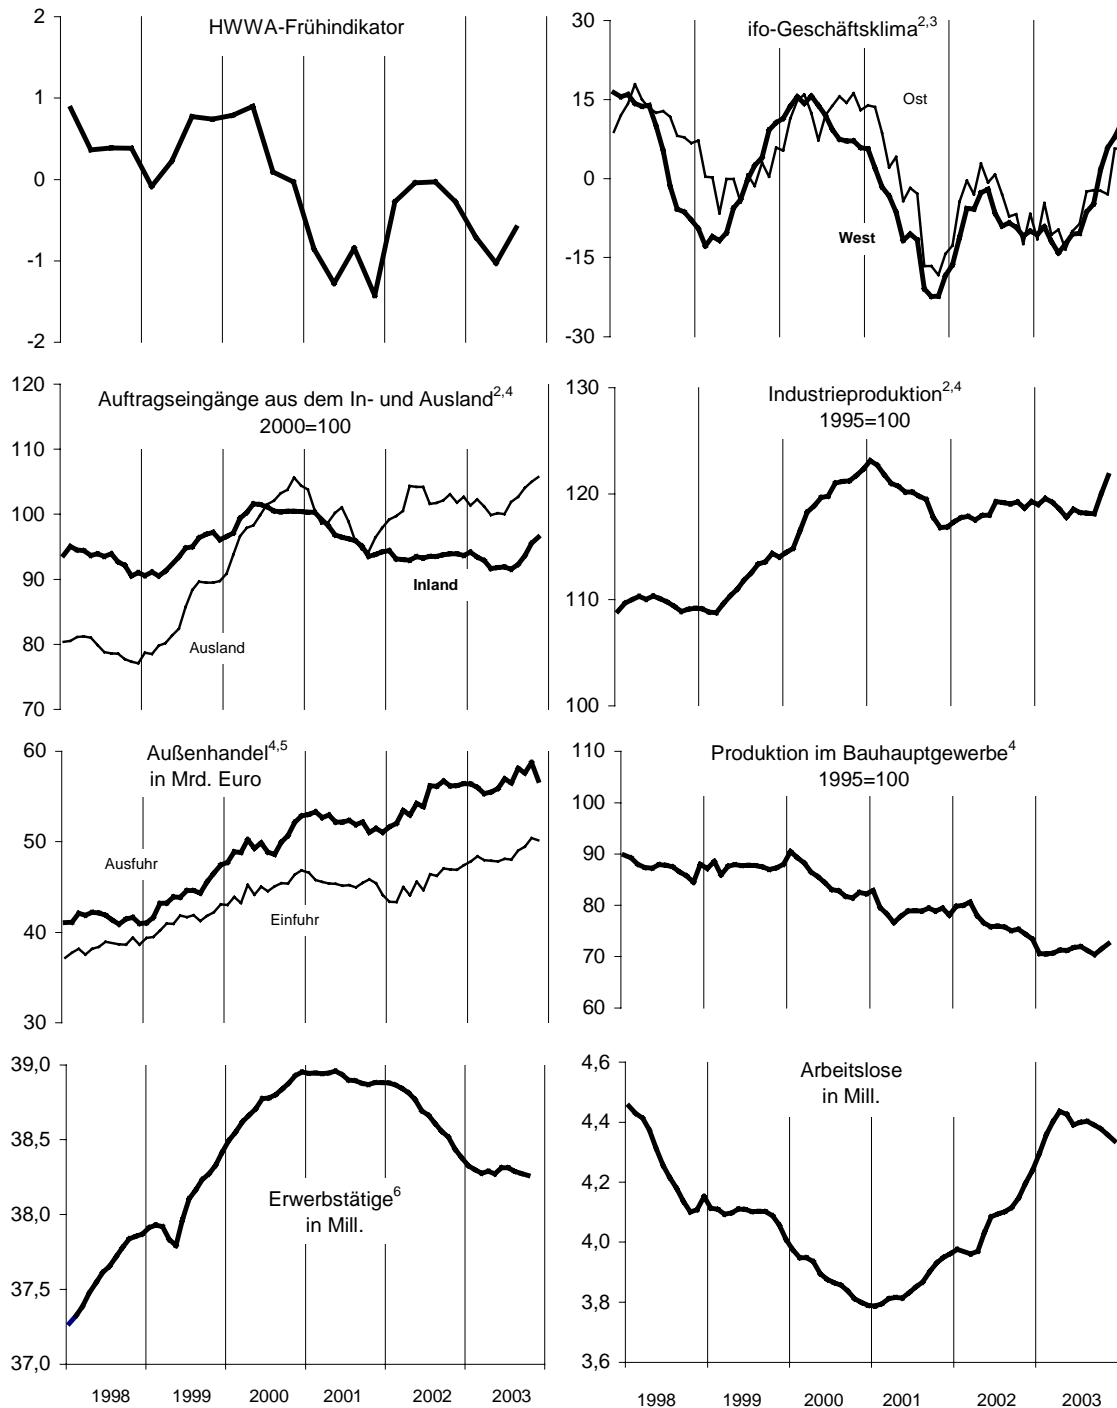 HWWA-Frühindikator
2
1
0
-1
-2
ifo-Geschäftsklima2,3
30
15
0
-15
-30
Ost
West
Auftragseingänge aus dem In- und Ausland2,4
2000=100
120
110
100
90
80
70
Inland
Ausland
Industrieproduktion2,4
1995=100
130
120
110
100
Außenhandel4,5
in Mrd. Euro
60
50
40
30
Ausfuhr
Einfuhr
Produktion im Bauhauptgewerbe4
1995=100
110
100
90
80
70
60
39,0
38,5
38,0
37,5
37,0
Erwerbstätige6
in Mill.
1998 1999 2000 2001 2002 2003
Arbeitslose
in Mill.
4,6
4,4
4,2
4,0
3,8
3,6
1998 1999 2000 2001 2002 2003